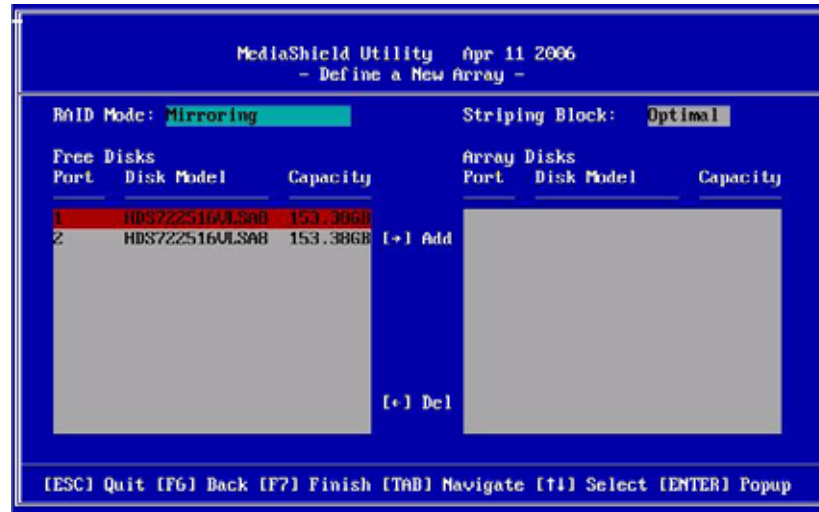 MediaShield Utility Apr 11 2006
- Define a New Array -
RAID Mode: Mirroring Striping Block: Optimal
Free Disks Array Disks
Port Disk Model Capacity Port Disk Model Capacity
1 HDS722516VLSA8 153.38GB
2 HDS722516VLSA8 153.38GB [→] Add
[←] Del
[ESC] Quit [F6] Back [F7] Finish [TAB] Navigate [↑↓] Select [ENTER] Popup